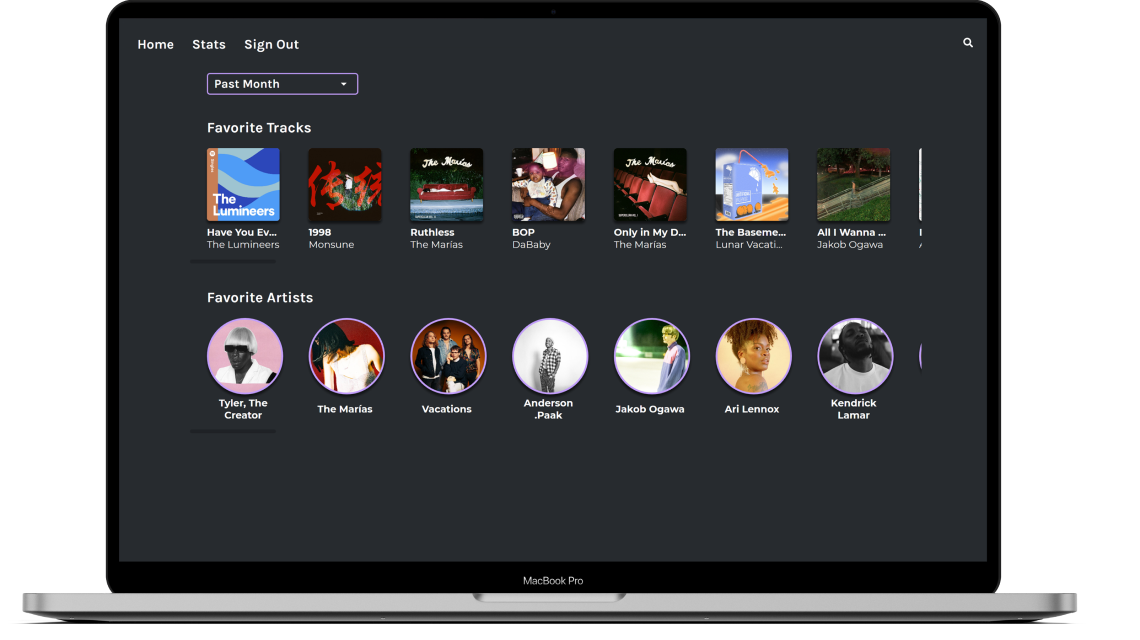 Home Stats Sign Out
Past Month
Favorite Tracks
The Lumineers
The Marías
The Marías
Have You Ev... 1998 Ruthless BOP Only in My D... The Baseme... All I Wanna ...
The Lumineers Monsune The Marías DaBaby The Marías Lunar Vacati... Jakob Ogawa
Favorite Artists
Tyler, The Creator
The Marías
Vacations
Anderson .Paak
Jakob Ogawa
Ari Lennox
Kendrick Lamar
MacBook Pro